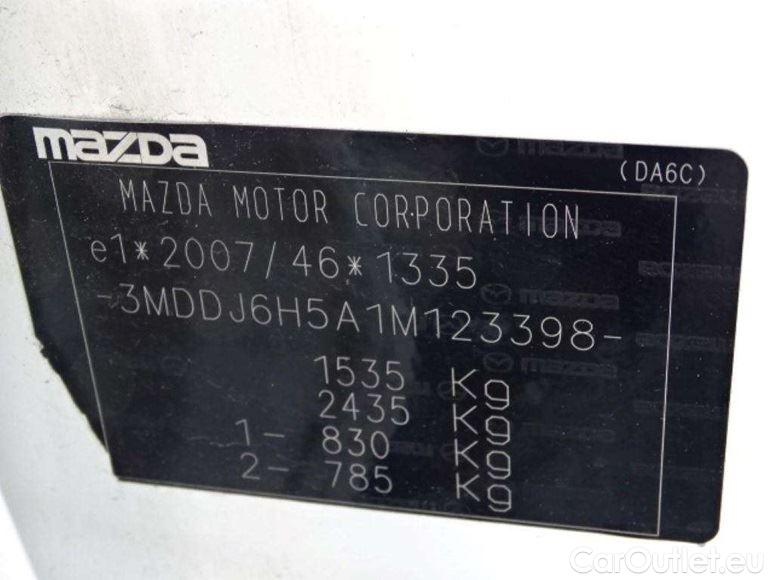 mazda
(DA6C)
MAZDA MOTOR CORPORATION
e1*2007/46*1335
-3MDDJ6H5A1M123398-
1535 Kg
2435 Kg
1- 830 Kg
2- 785 Kg
CarOutlet.eu